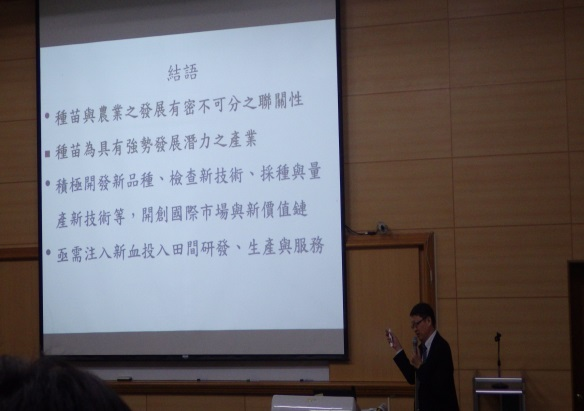 結語
• 種苗與農業之發展有密不可分之聯關性
▪ 種苗為具有強勢發展潛力之產業
• 積極開發新品種、檢查新技術、採種與量
產新技術等，開創國際市場與新價值鏈
• 亟需注入新血投入田間研發、生產與服務